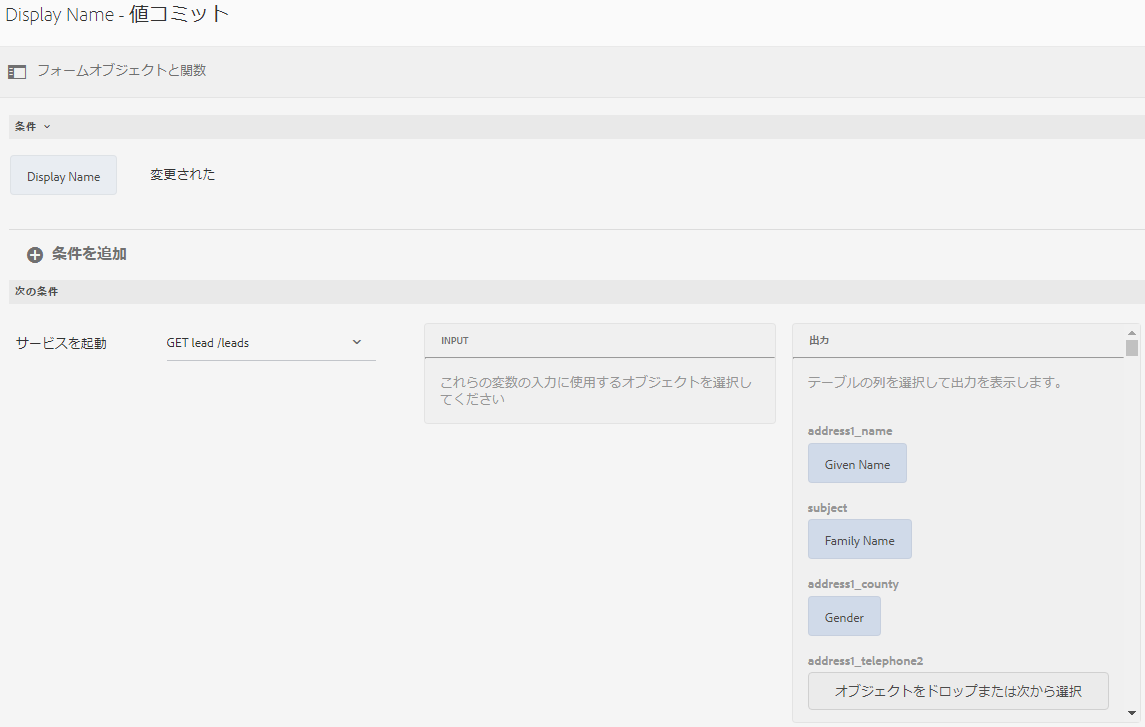 Display Name - 値コミット
フォームオブジェクトと関数
条件
Display Name
変更された
条件を追加
次の条件
サービスを起動
GET lead /leads
INPUT
これらの変数の入力に使用するオブジェクトを選択し
てください
出力
テーブルの列を選択して出力を表示します。
address1_name
Given Name
subject
Family Name
address1_county
Gender
address1_telephone2
オブジェクトをドロップまたは次から選択